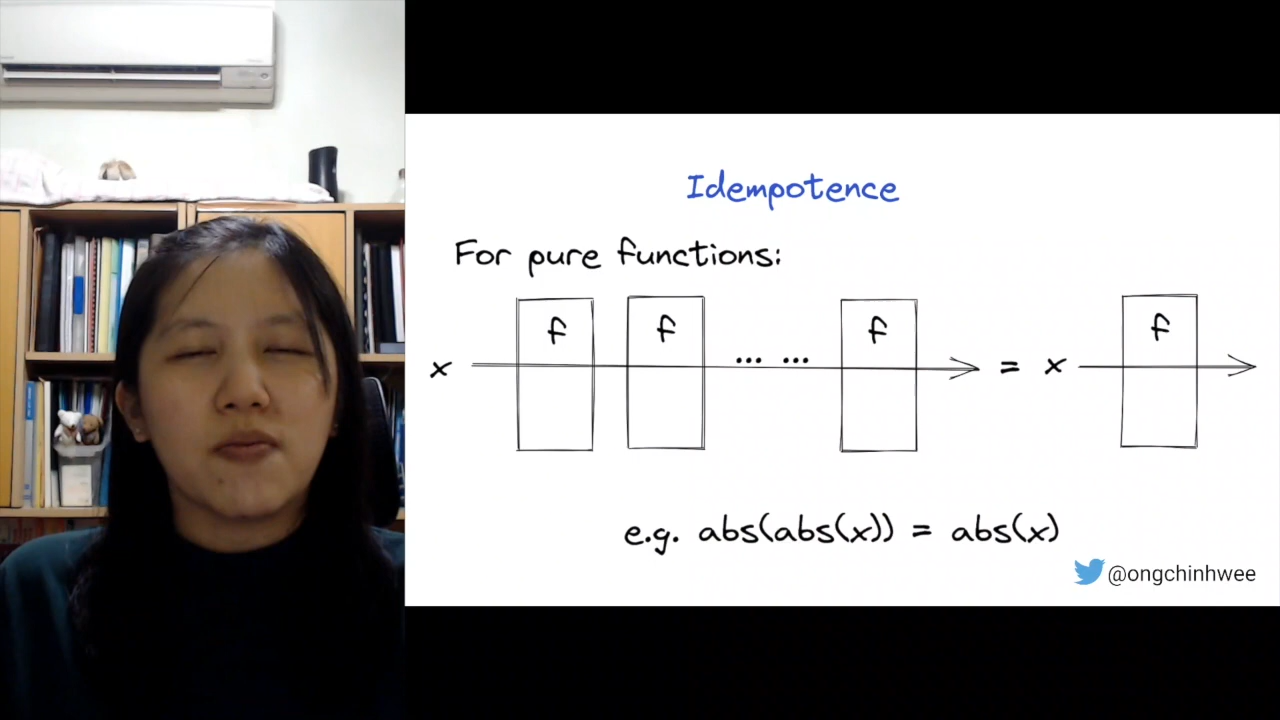 Idempotence
For pure functions:
f f f f
x ... ... = x
e.g. abs(abs(x)) = abs(x)
@ongchinhwee